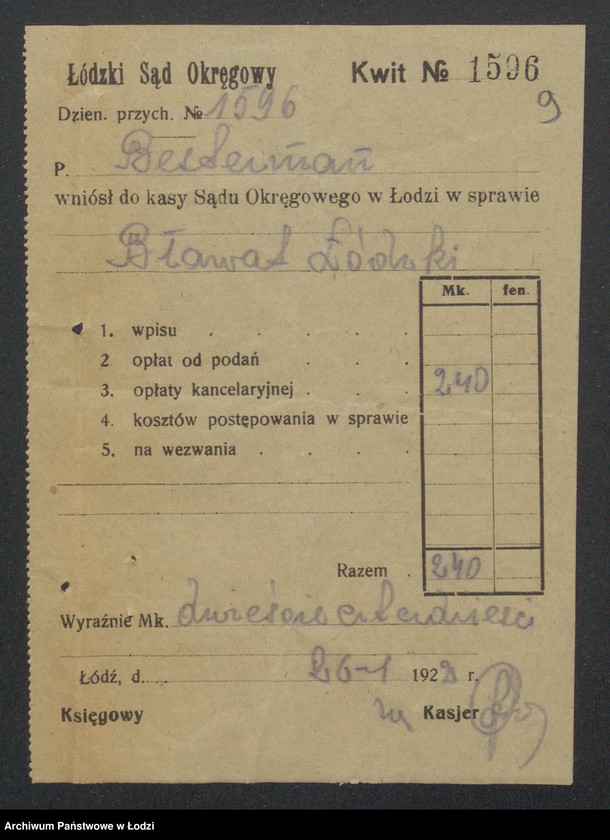 Łódzki Sąd Okręgowy Kwit № 1596
Dzien. przych. № 1596 9
P. Besterman
wniósł do kasy Sądu Okręgowego w Łodzi w sprawie
Bławat Łódzki
Mk. fen.
1. wpisu . . . . .
2 opłat od podań . . .
3. opłaty kancelaryjnej . . . 240
4. kosztów postępowania w sprawie
5. na wezwania . . . .
Razem . 240
Wyraźnie Mk. dwieście czterdzieści
Łódź, d. 26-1 192 r.
Księgowy Kasjer
Archiwum Państwowe w Łodzi